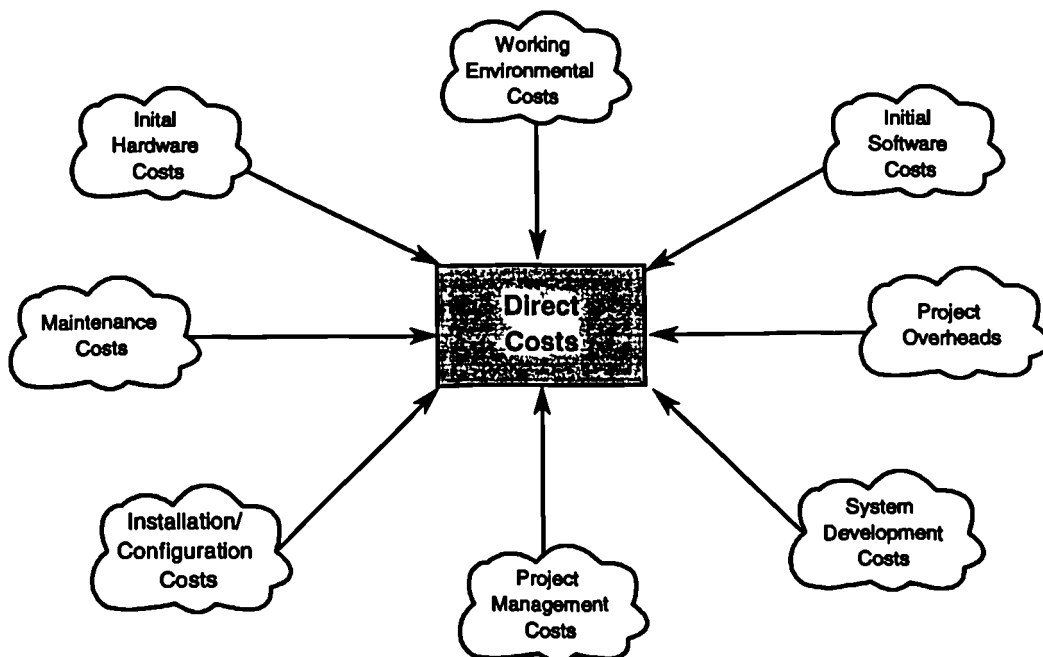 Working
Environmental
Costs
Inital
Hardware
Costs
Initial
Software
Costs
Direct
Costs
Maintenance
Costs
Project
Overheads
Installation/
Configuration
Costs
Project
Management
Costs
System
Development
Costs